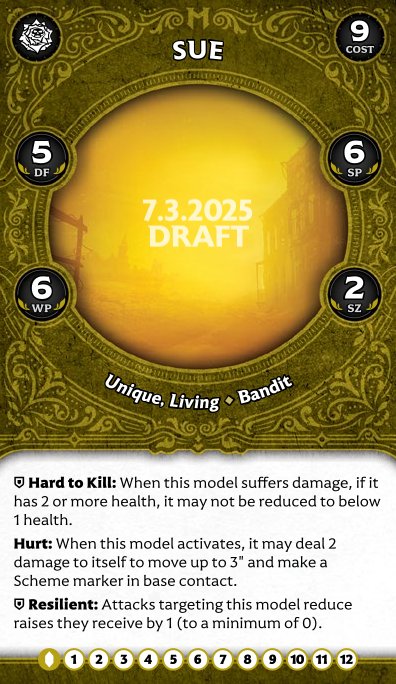 M
SUE
9
COST
5
DF
6
SP
7.3.2025
DRAFT
6
WP
2
SZ
Unique, Living ⬥ Bandit
Hard to Kill: When this model suffers damage, if it
has 2 or more health, it may not be reduced to below
1 health.
Hurt: When this model activates, it may deal 2
damage to itself to move up to 3" and make a
Scheme marker in base contact.
Resilient: Attacks targeting this model reduce
raises they receive by 1 (to a minimum of 0).
1 2 3 4 5 6 7 8 9 10 11 12